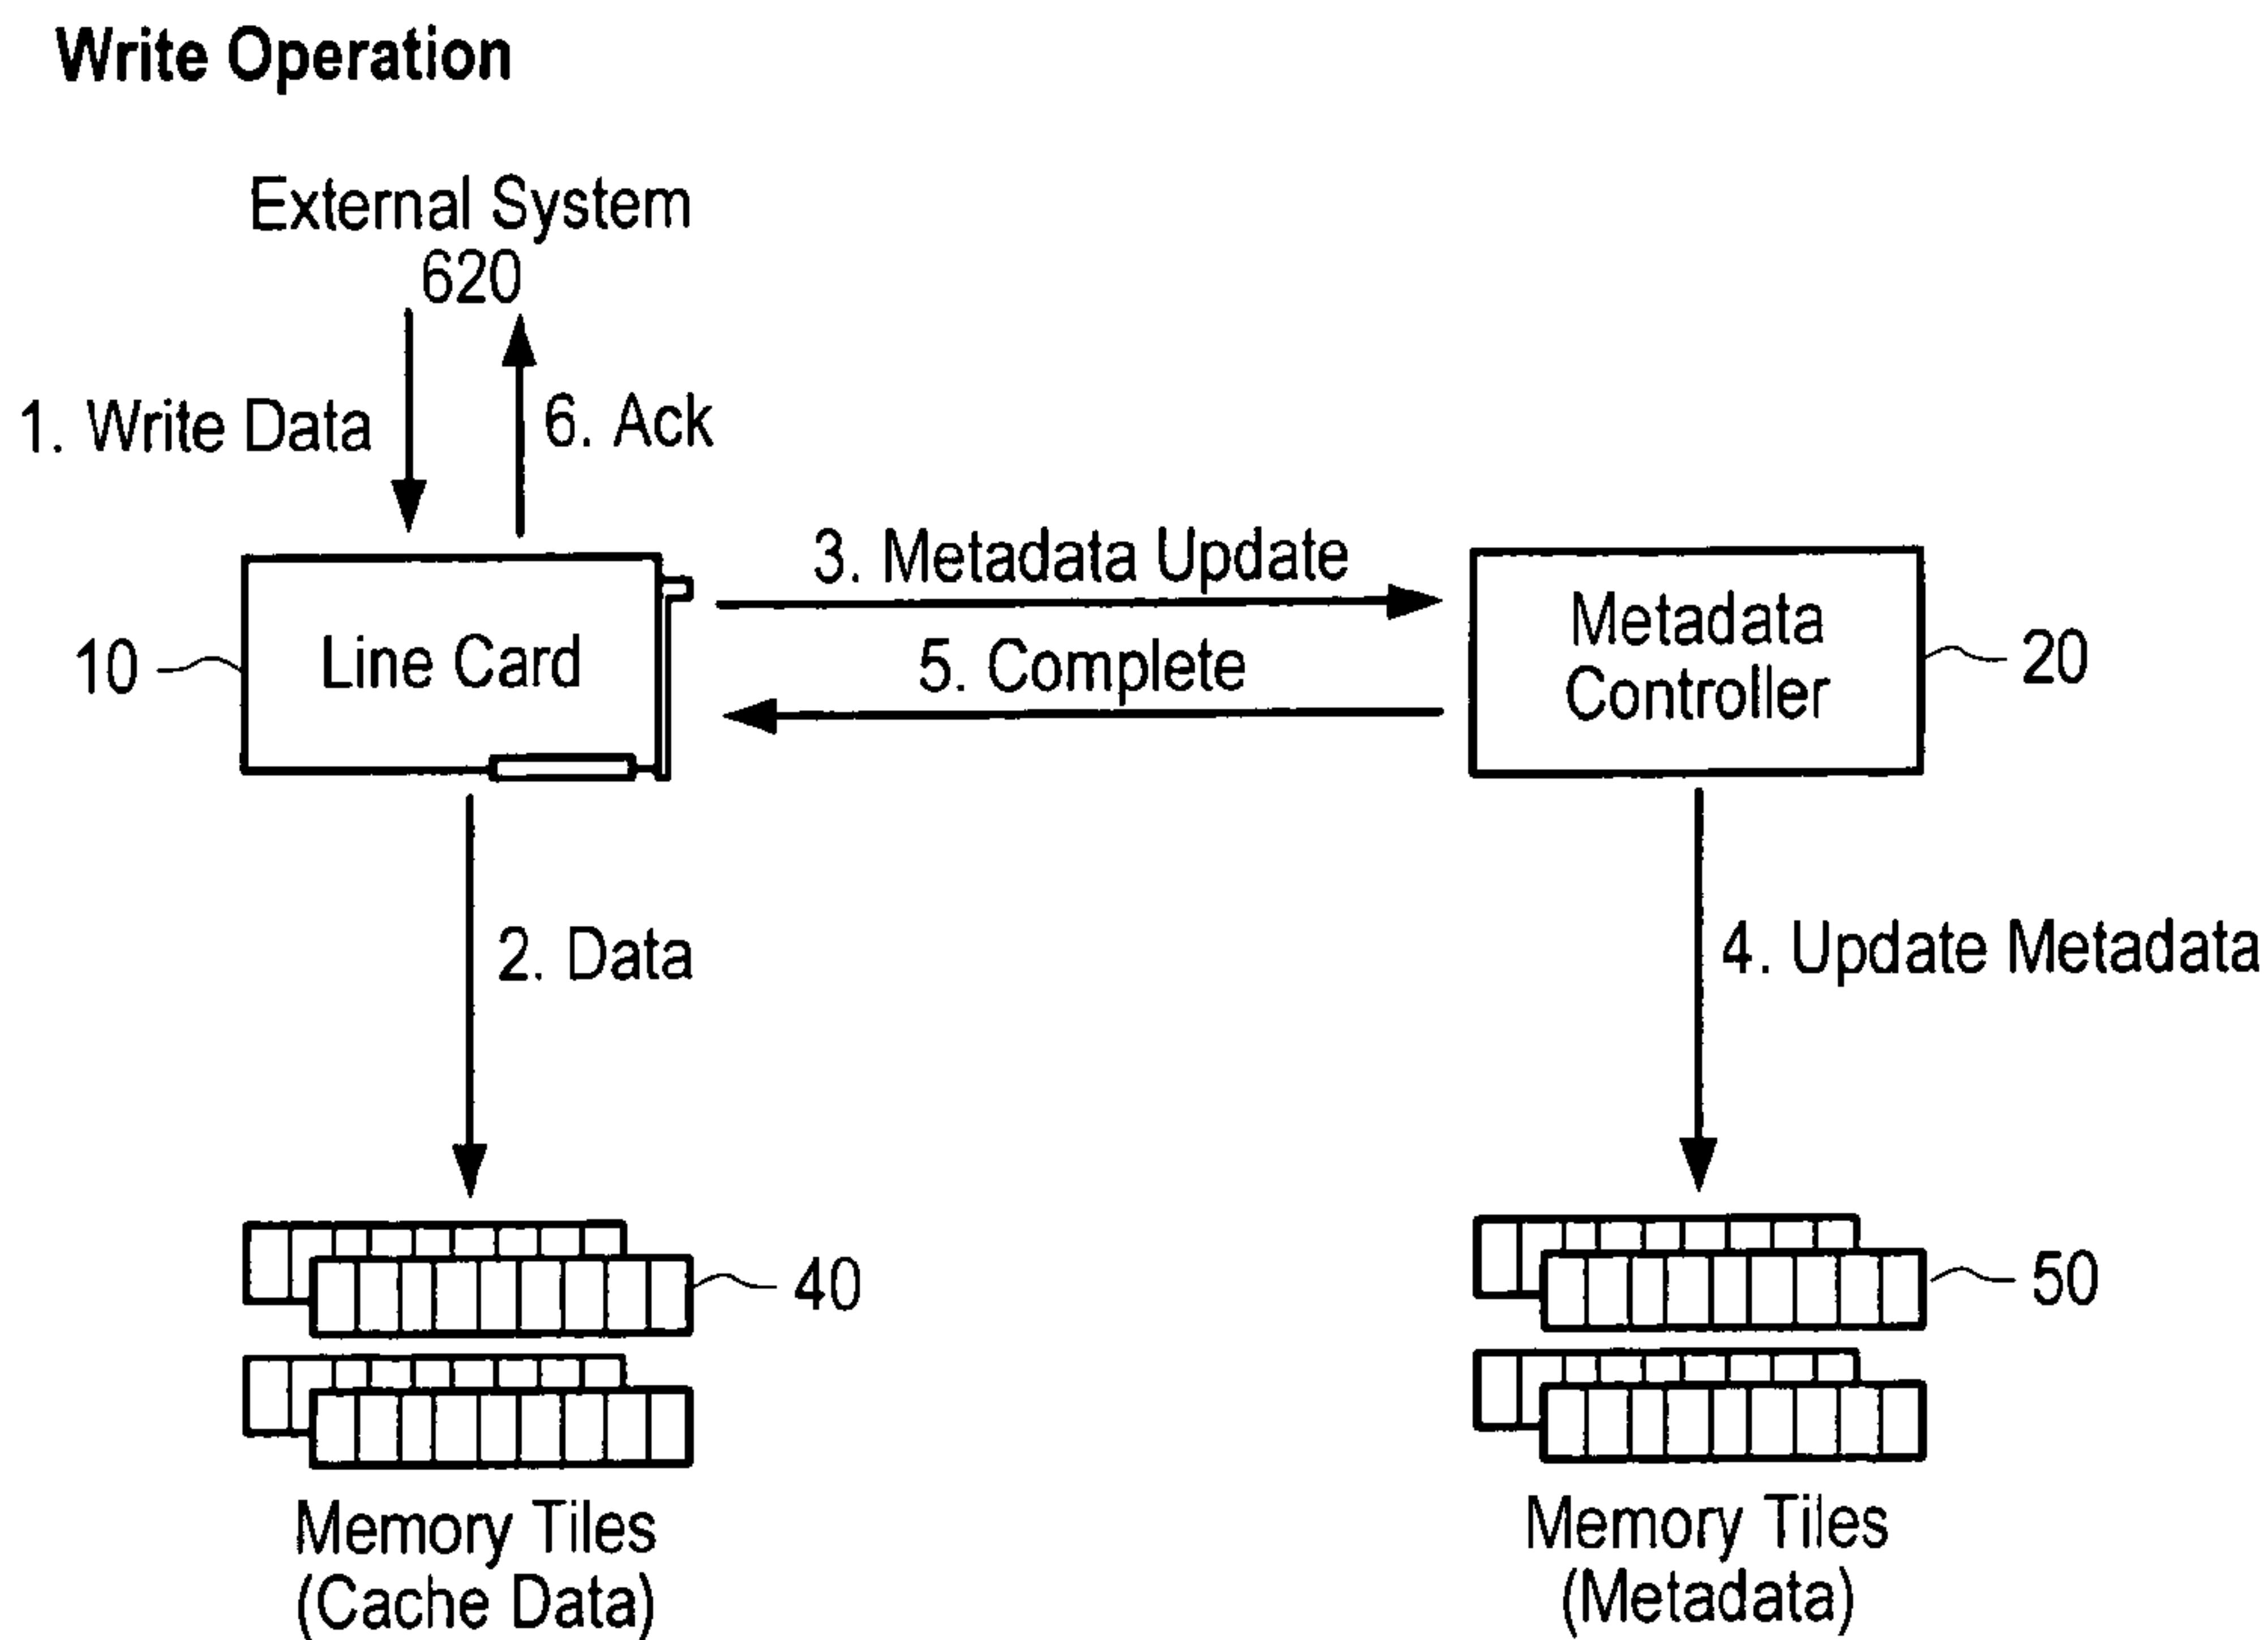 Write Operation
External System
620
1. Write Data
6. Ack
3. Metadata Update
10
Line Card
5. Complete
Metadata
Controller
20
2. Data
4. Update Metadata
40
50
Memory Tiles
(Cache Data)
Memory Tiles
(Metadata)